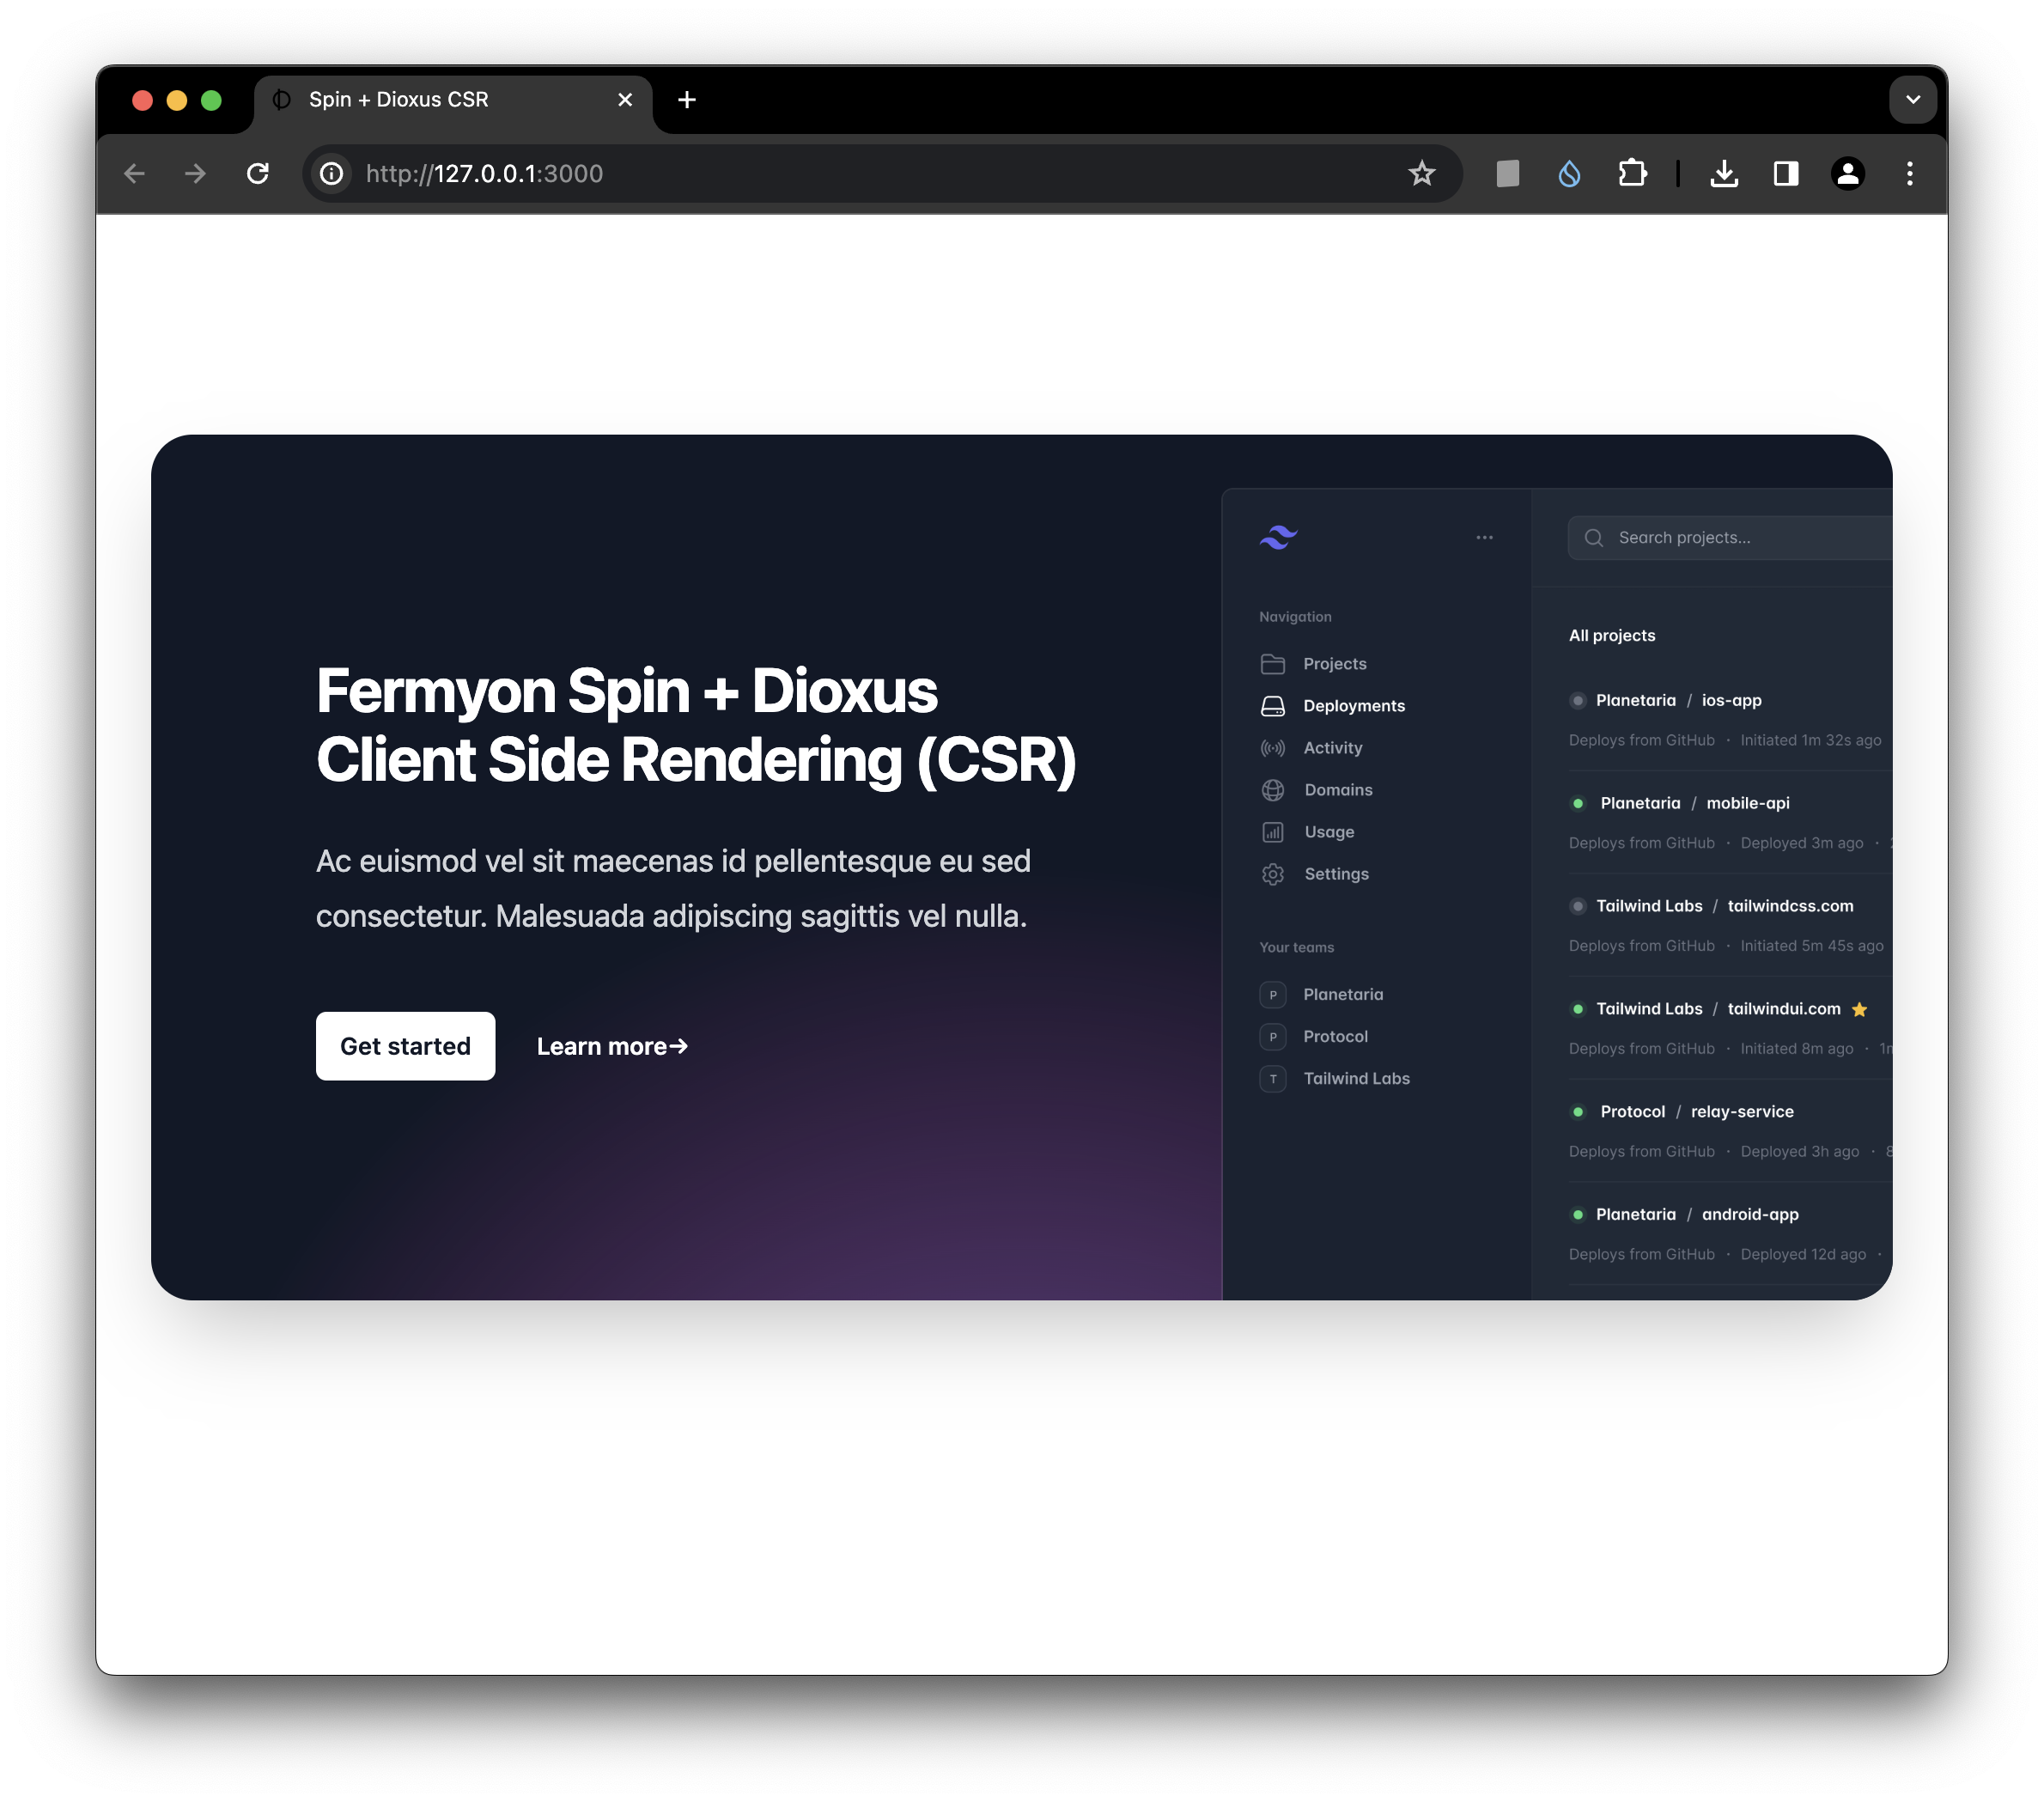 Spin + Dioxus CSR
http://127.0.0.1:3000
Fermyon Spin + Dioxus
Client Side Rendering (CSR)
Ac euismod vel sit maecenas id pellentesque eu sed
consectetur. Malesuada adipiscing sagittis vel nulla.
Get started
Learn more→
Navigation
Projects
Deployments
Activity
Domains
Usage
Settings
Your teams
P Planetaria
P Protocol
T Tailwind Labs
Search projects...
All projects
Planetaria / ios-app
Deploys from GitHub · Initiated 1m 32s ago
Planetaria / mobile-api
Deploys from GitHub · Deployed 3m ago ·
Tailwind Labs / tailwindcss.com
Deploys from GitHub · Initiated 5m 45s ago
Tailwind Labs / tailwindui.com
Deploys from GitHub · Initiated 8m ago ·
Protocol / relay-service
Deploys from GitHub · Deployed 3h ago ·
Planetaria / android-app
Deploys from GitHub · Deployed 12d ago ·